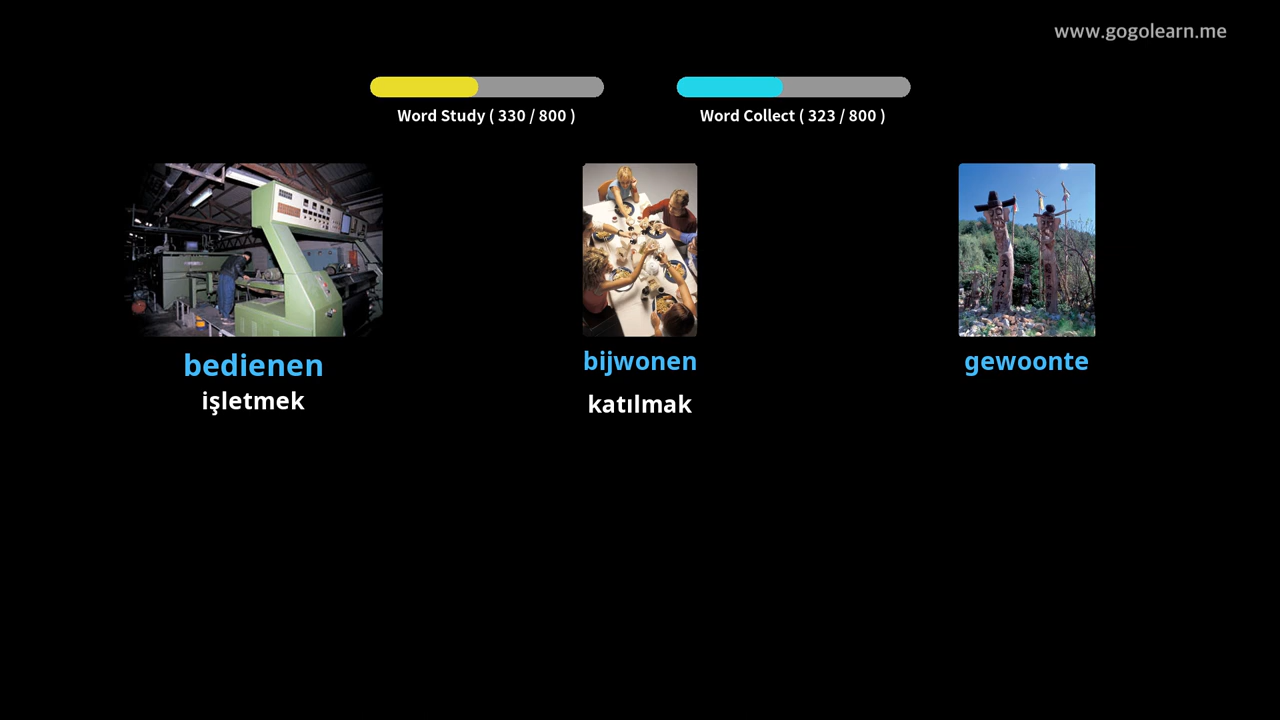 www.gogolearn.me
Word Study ( 330 / 800 )
Word Collect ( 323 / 800 )
bedienen
işletmek
bijwonen
katılmak
gewoonte